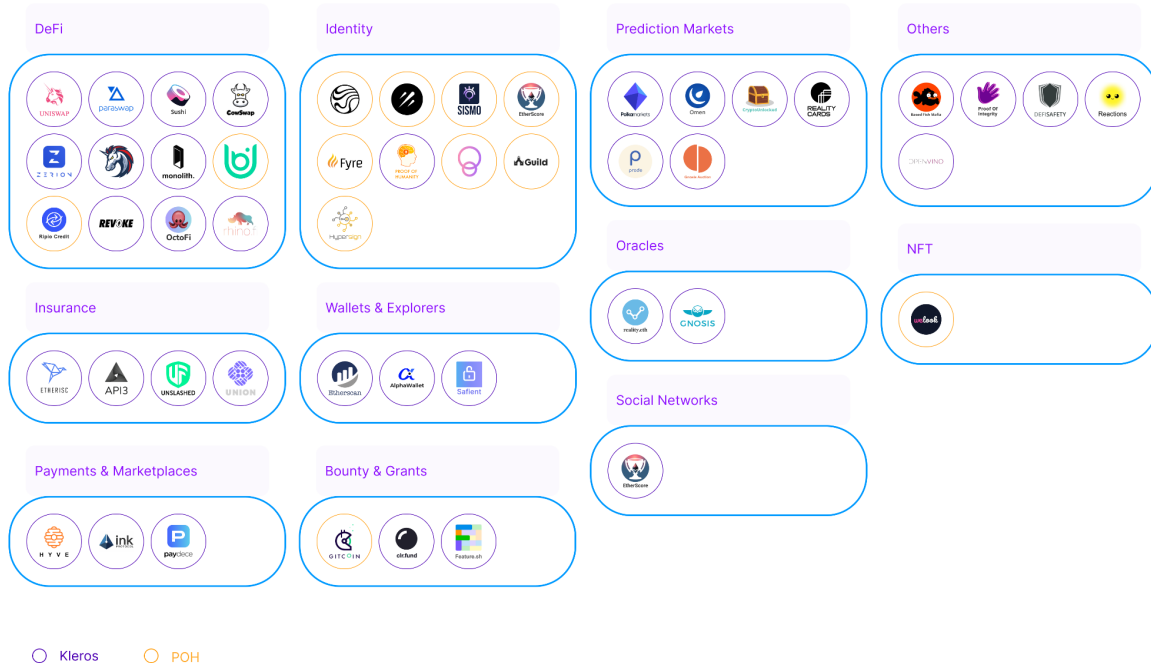 DeFi
UNISWAP
paraswap
Sushi
CowSwap
ZERION
monolith.
Riple Credit
REVOKE
OctoFi
rhino.f
Identity
SISMO
EtherScore
Fyre
PROOF OF
HUMANITY
Guild
Hypersign
Prediction Markets
Polkamarkets
Omen
CryptoUnlocked
REALITY
CARDS
prode
Others
Based Fish Mafia
Proof Of
Integrity
DEFISAFETY
Reactions
OPENWIND
Insurance
ETHERISC
API3
UNSLASHED
UNION
Wallets & Explorers
Etherscan
AlphaWallet
Safient
Oracles
reality.eth
GNOSIS
NFT
welook
Payments & Marketplaces
HYVE
ink
paydece
Bounty & Grants
GITCOIN
clr.fund
Feature.sh
Social Networks
EtherScore
Kleros
POH